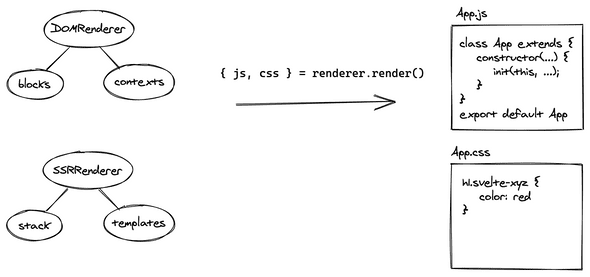 DOMRenderer
blocks
contexts
{ js, css } = renderer.render()
SSRRenderer
stack
templates
App.js
class App extends {
constructor(...) {
init(this, ...);
}
}
export default App
App.css
h1.svelte-xyz {
color: red
}